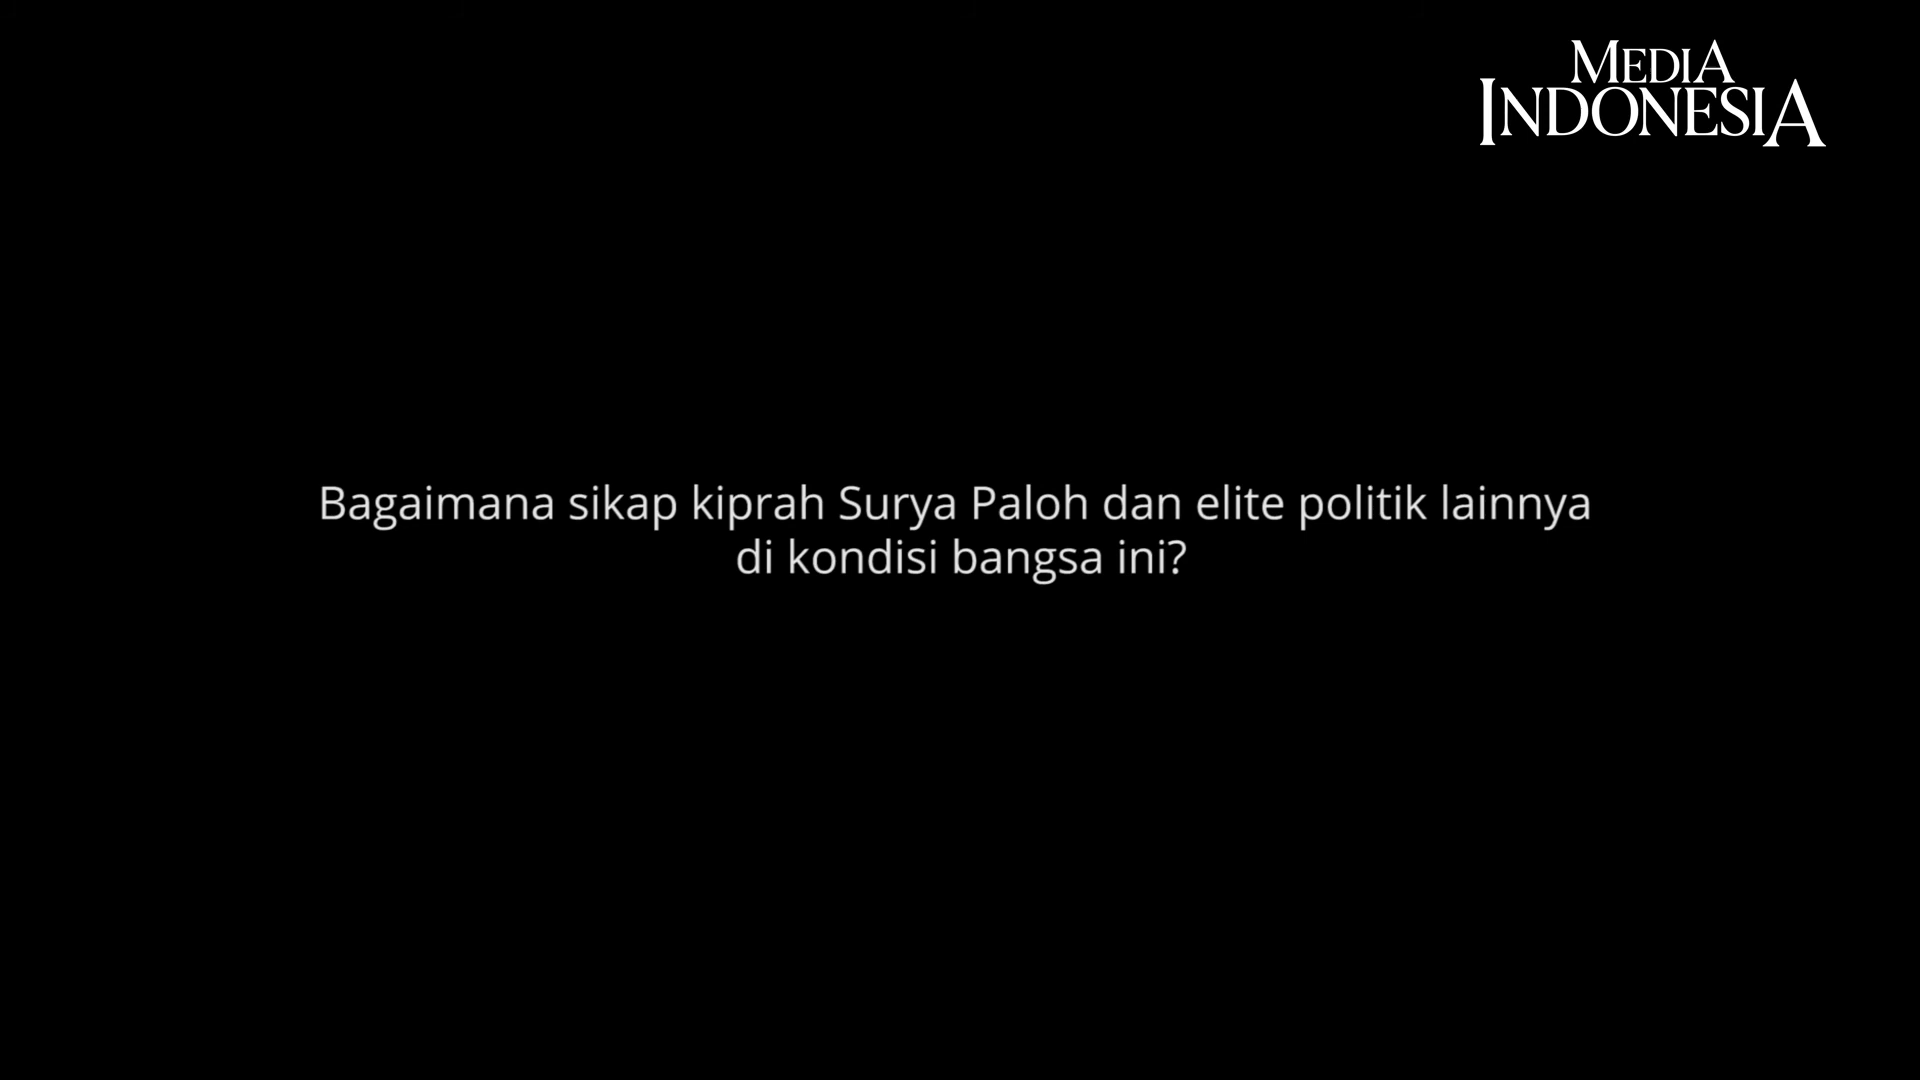 MEDIA
INDONESIA
Bagaimana sikap kiprah Surya Paloh dan elite politik lainnya
di kondisi bangsa ini?